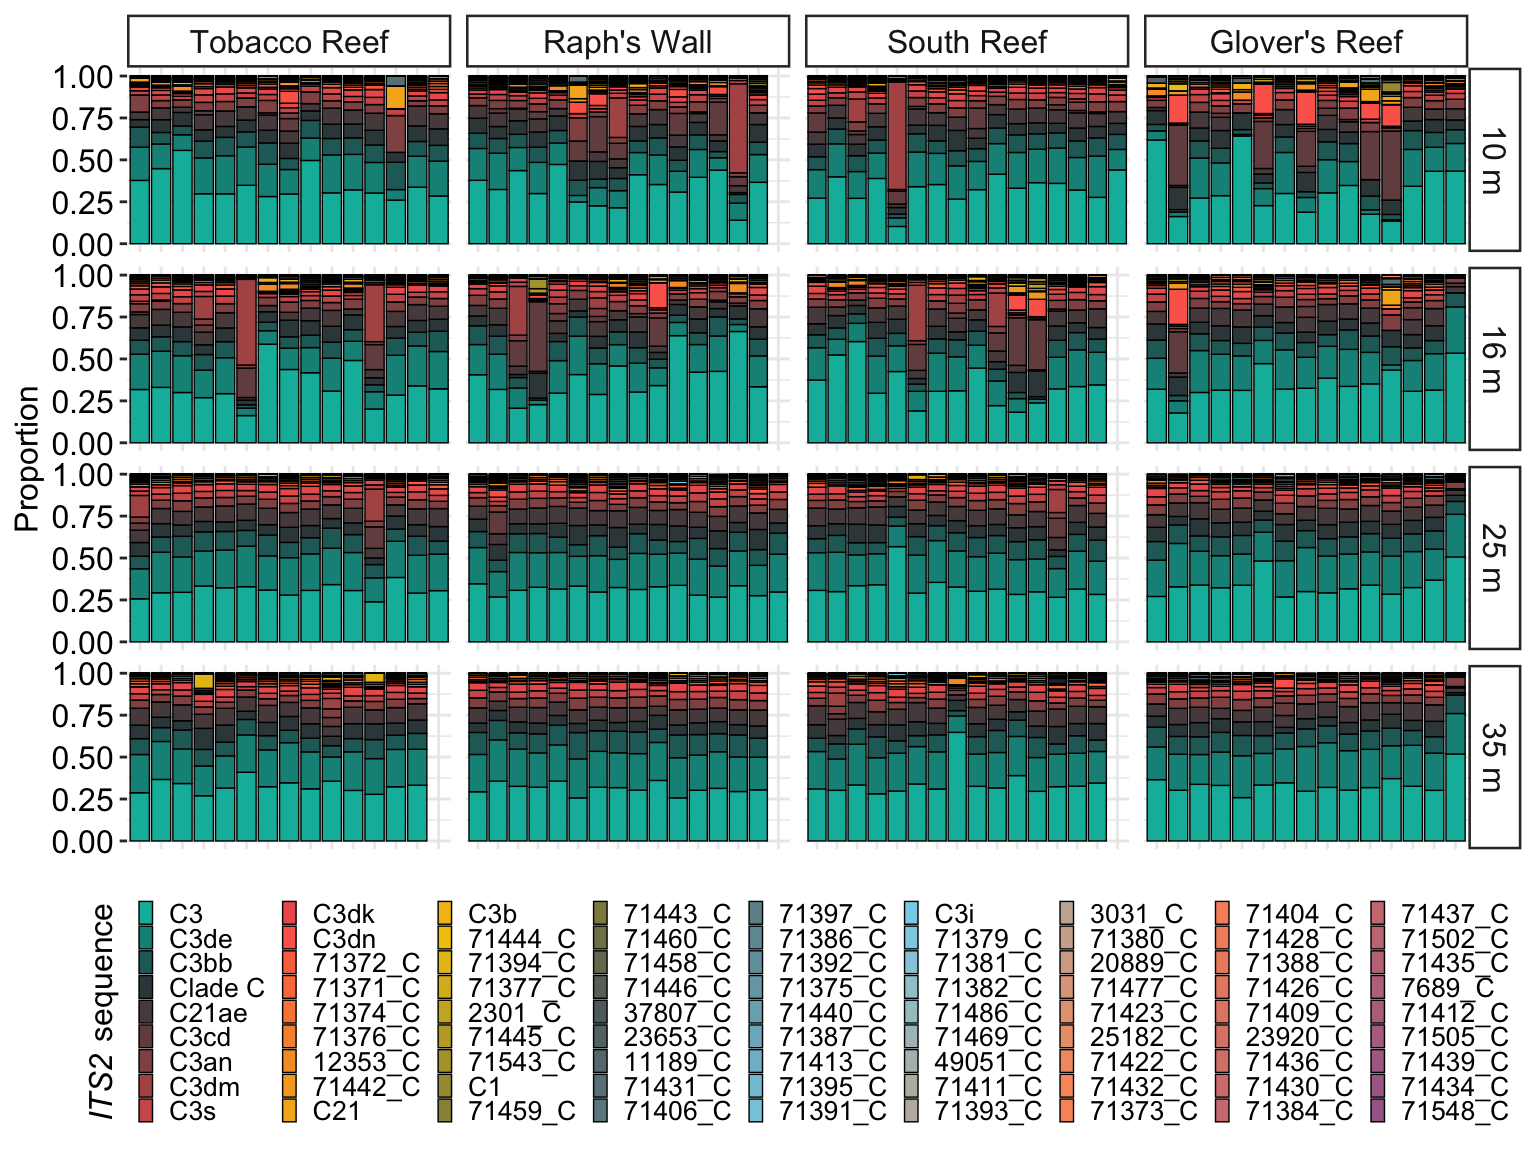 Tobacco Reef Raph's Wall South Reef Glover's Reef
1.00
0.75
0.50
0.25
0.00
10 m
1.00
0.75
0.50
0.25
0.00
16 m
1.00
0.75
0.50
0.25
0.00
25 m
1.00
0.75
0.50
0.25
0.00
35 m
Proportion
ITS2 sequence
C3 C3dk C3b 71443_C 71397_C C3i 3031_C 71404_C 71437_C
C3de C3dn 71444_C 71460_C 71386_C 71379_C 71380_C 71428_C 71502_C
C3bb 71372_C 71394_C 71458_C 71392_C 71381_C 20889_C 71388_C 71435_C
Clade C 71371_C 71377_C 71446_C 71375_C 71382_C 71477_C 71426_C 7689_C
C21ae 71374_C 2301_C 37807_C 71440_C 71486_C 71423_C 71409_C 71412_C
C3cd 71376_C 71445_C 23653_C 71387_C 71469_C 25182_C 23920_C 71505_C
C3an 12353_C 71543_C 11189_C 71413_C 49051_C 71422_C 71436_C 71439_C
C3dm 71442_C C1 71431_C 71395_C 71411_C 71432_C 71430_C 71434_C
C3s C21 71459_C 71406_C 71391_C 71393_C 71373_C 71384_C 71548_C